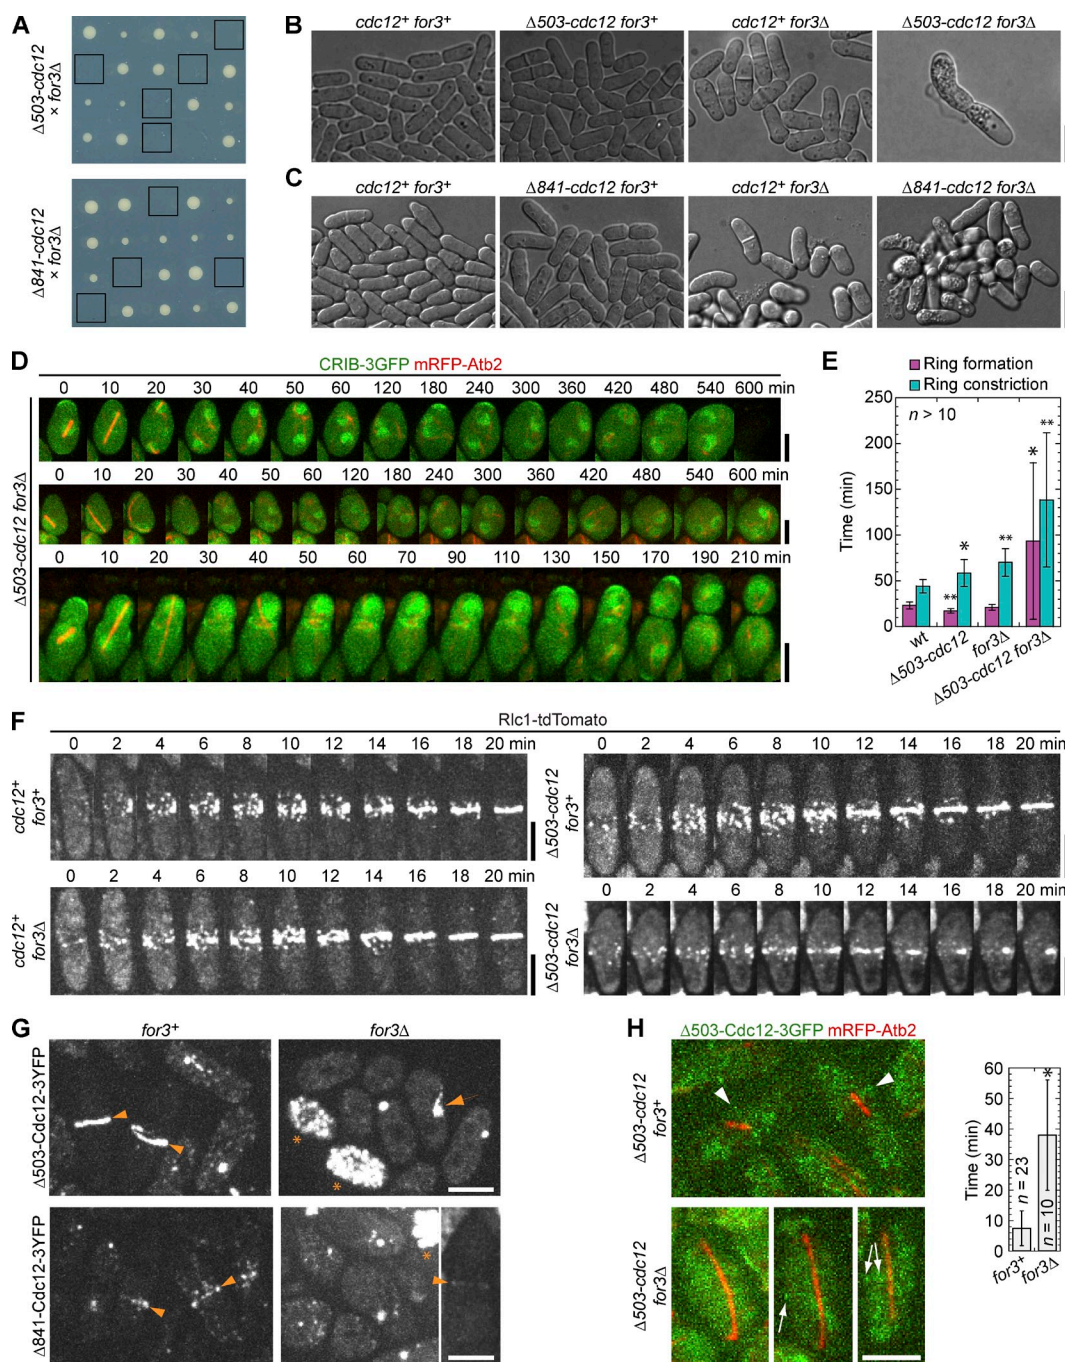 A
Δ503-cdc12
× for3Δ
Δ841-cdc12
× for3Δ
B
cdc12+ for3+
Δ503-cdc12 for3+
cdc12+ for3Δ
Δ503-cdc12 for3Δ
C
cdc12+ for3+
Δ841-cdc12 for3+
cdc12+ for3Δ
Δ841-cdc12 for3Δ
D
CRIB-3GFP mRFP-Atb2
0 10 20 30 40 50 60 120 180 240 300 360 420 480 540 600 min
0 10 20 30 40 50 60 120 180 240 300 360 420 480 540 600 min
0 10 20 30 40 50 60 70 90 110 130 150 170 190 210 min
Δ503-cdc12 for3Δ
E
Ring formation
Ring constriction
n > 10
250
200
150
100
50
0
Time (min)
** * ** * **
wt
Δ503-cdc12
for3Δ
Δ503-cdc12 for3Δ
F
Rlc1-tdTomato
0 2 4 6 8 10 12 14 16 18 20 min
cdc12+
for3+
0 2 4 6 8 10 12 14 16 18 20 min
Δ503-cdc12
for3+
0 2 4 6 8 10 12 14 16 18 20 min
cdc12+
for3Δ
0 2 4 6 8 10 12 14 16 18 20 min
Δ503-cdc12
for3Δ
G
for3+
for3Δ
Δ503-Cdc12-3YFP
* *
Δ841-Cdc12-3YFP
*
H
Δ503-Cdc12-3GFP mRFP-Atb2
Δ503-cdc12
for3+
Δ503-cdc12
for3Δ
60
50
40
30
20
10
0
Time (min)
*
n = 23
n = 10
for3+
for3Δ